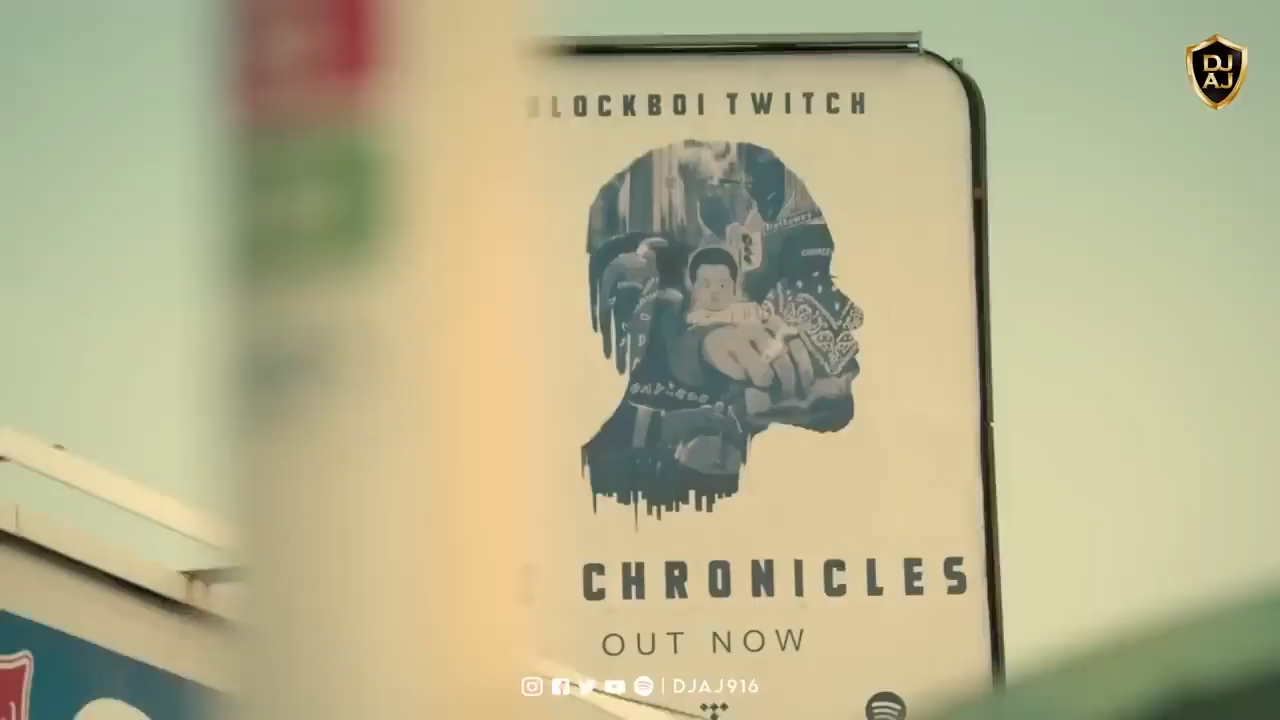 DJ
AJ
LOCKBOI TWITCH
CHRONICLES
OUT NOW
DJAJ916